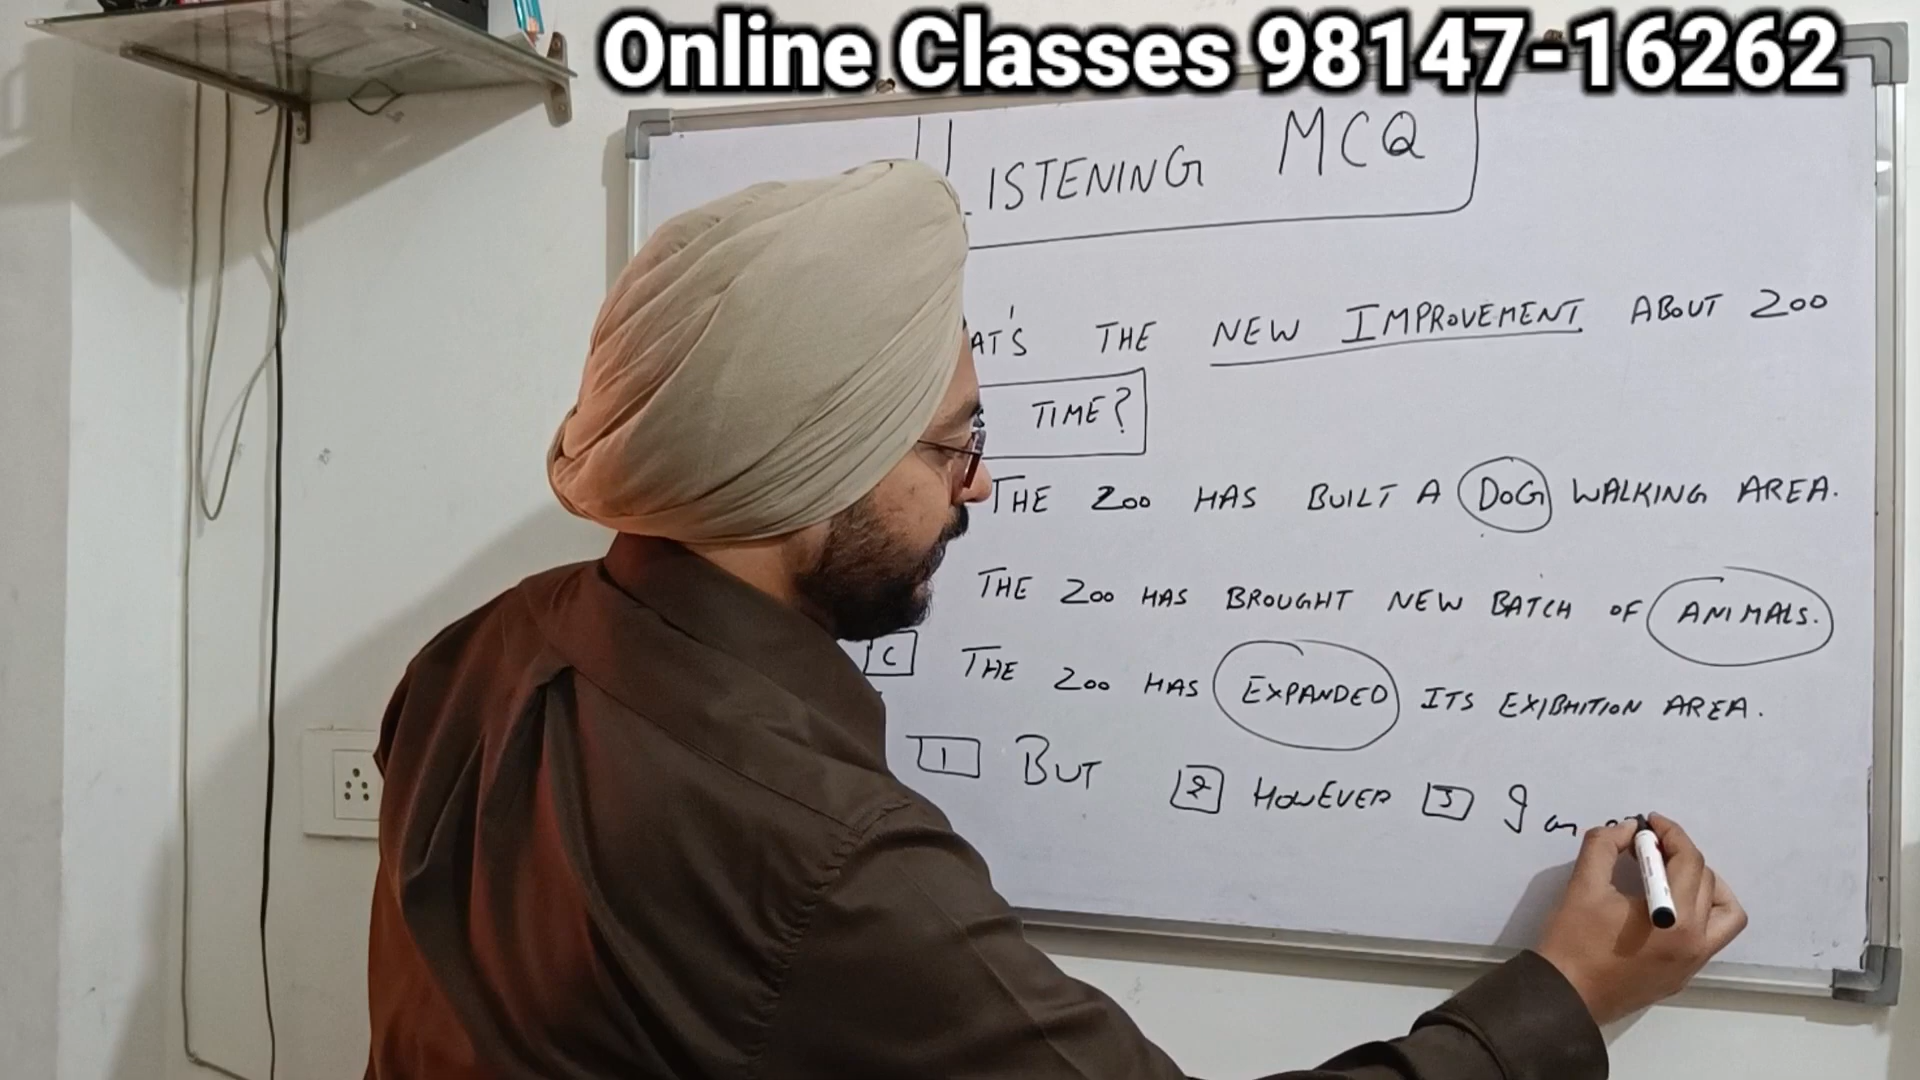 Online Classes 98147-16262
LISTENING MCQ
AT'S THE NEW IMPROVEMENT ABOUT ZOO
TIME?
THE ZOO HAS BUILT A DOG WALKING AREA.
THE ZOO HAS BROUGHT NEW BATCH OF ANIMALS.
C THE ZOO HAS EXPANDED ITS EXIBHITION AREA.
1 BUT 2 HOWEVER 3 I